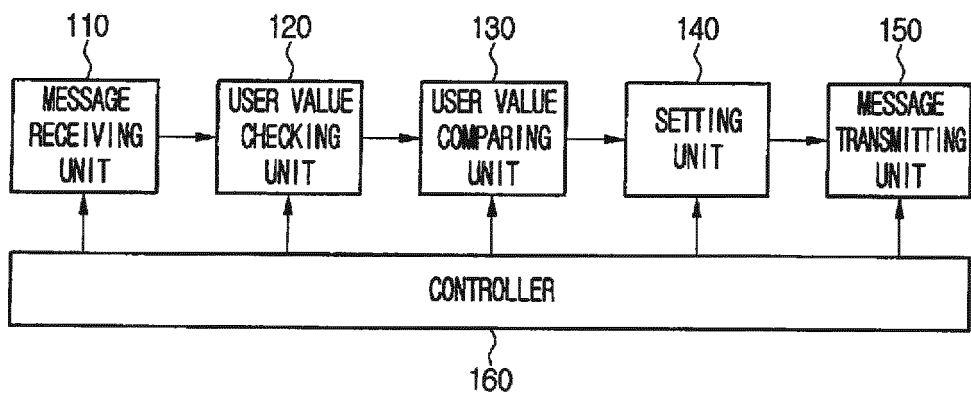 110
120
130
140
150
MESSAGE
RECEIVING
UNIT
USER VALUE
CHECKING
UNIT
USER VALUE
COMPARING
UNIT
SETTING
UNIT
MESSAGE
TRANSMITTING
UNIT
CONTROLLER
160